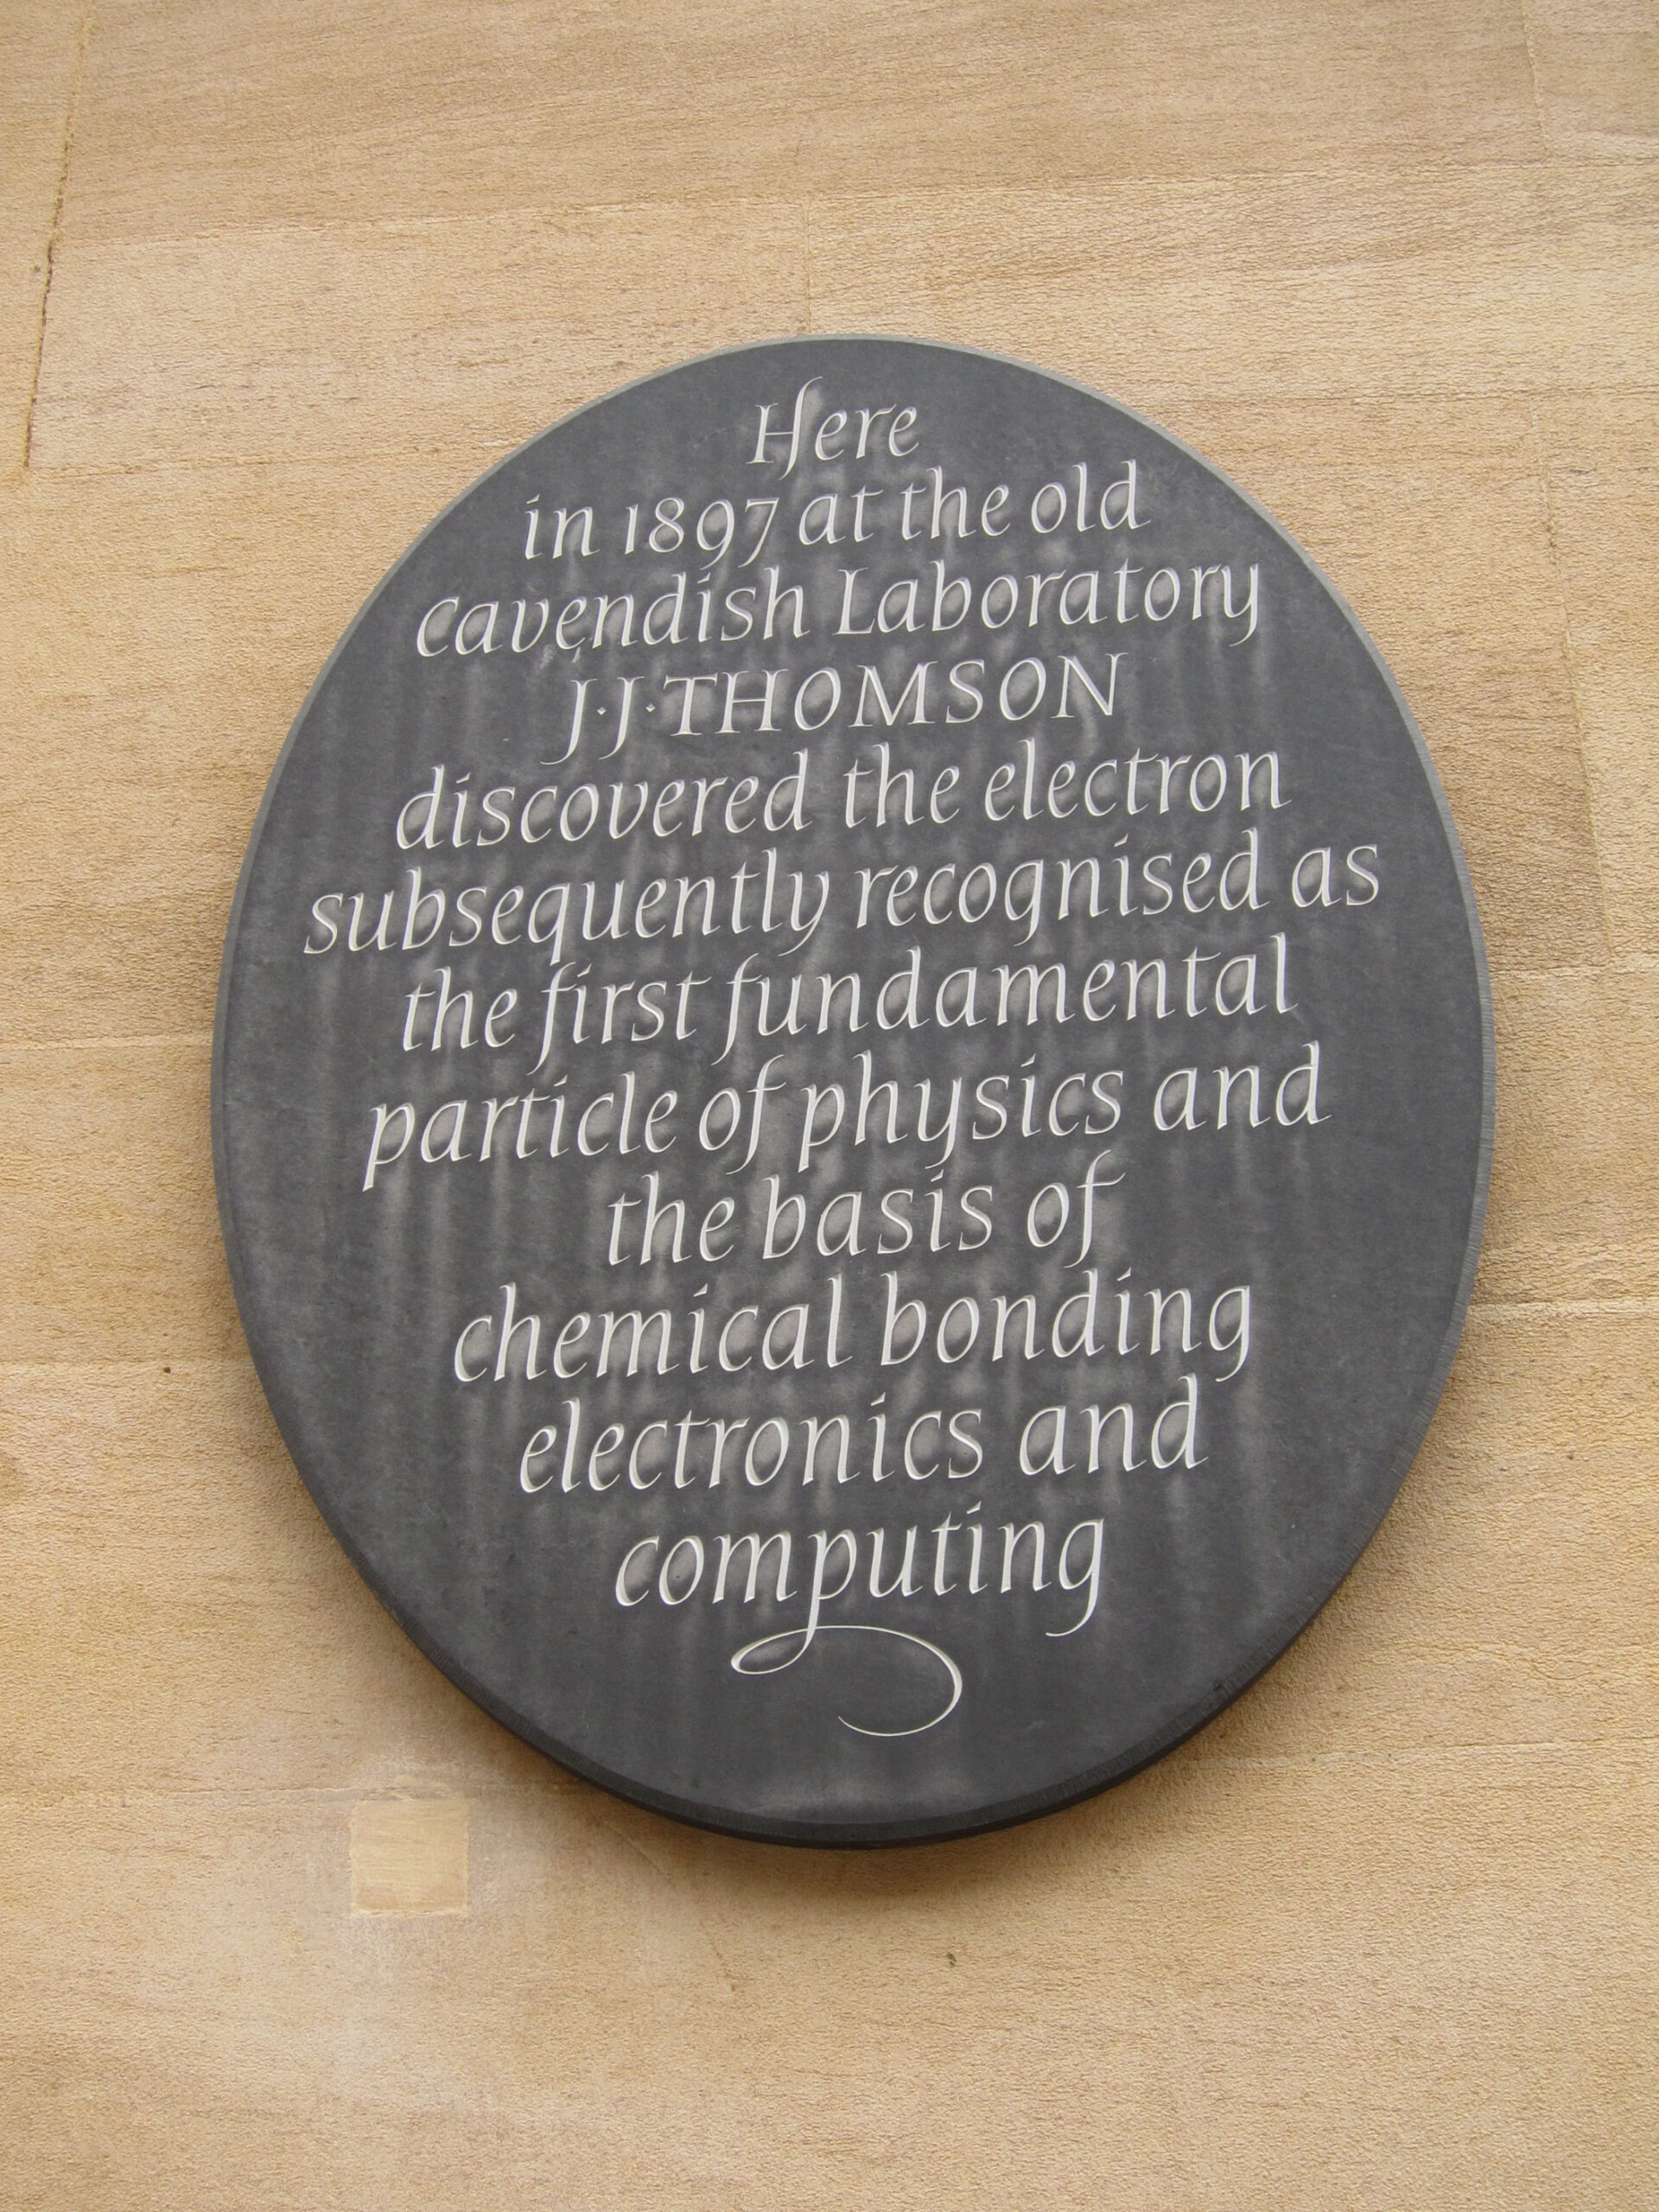 Here
in 1897 at the old
Cavendish Laboratory
J·J·THOMSON
discovered the electron
subsequently recognised as
the first fundamental
particle of physics and
the basis of
chemical bonding
electronics and
computing